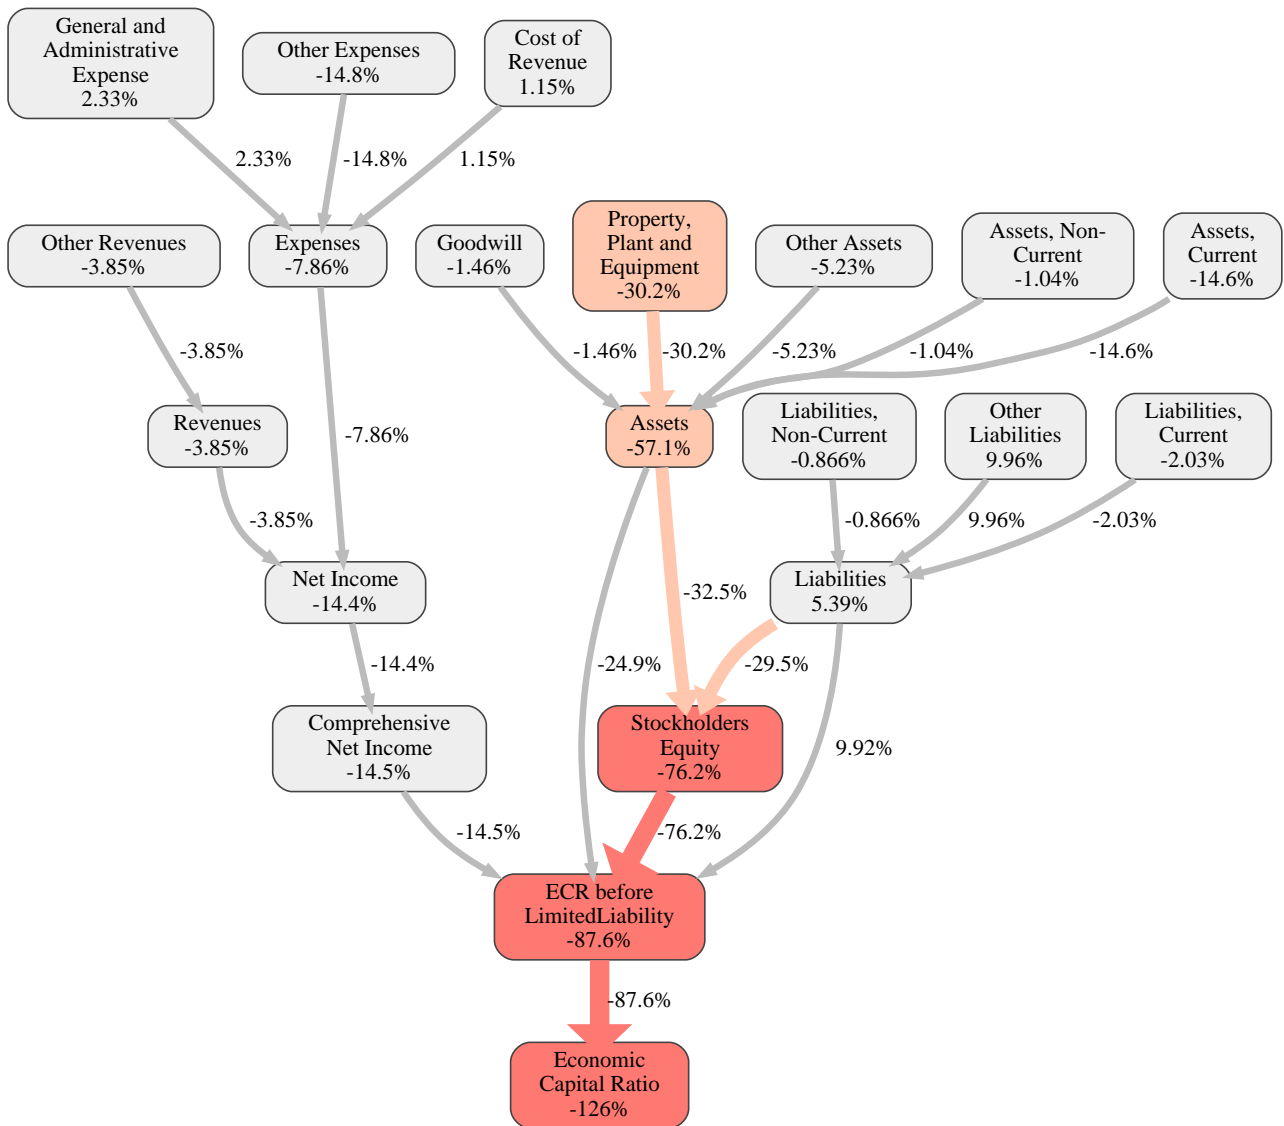 General and
Administrative
Expense
2.33%
Other Expenses
-14.8%
Cost of
Revenue
1.15%
2.33%
-14.8%
1.15%
Other Revenues
-3.85%
Expenses
-7.86%
Goodwill
-1.46%
Property,
Plant and
Equipment
-30.2%
Other Assets
-5.23%
Assets, Non-
Current
-1.04%
Assets,
Current
-14.6%
-3.85%
-1.46%
-30.2%
-5.23%
-1.04%
-14.6%
Revenues
-3.85%
-7.86%
Assets
-57.1%
Liabilities,
Non-Current
-0.866%
Other
Liabilities
9.96%
Liabilities,
Current
-2.03%
-3.85%
-0.866%
9.96%
-2.03%
Net Income
-14.4%
-32.5%
Liabilities
5.39%
-14.4%
-24.9%
-29.5%
Comprehensive
Net Income
-14.5%
Stockholders
Equity
-76.2%
9.92%
-14.5%
-76.2%
ECR before
LimitedLiability
-87.6%
-87.6%
Economic
Capital Ratio
-126%